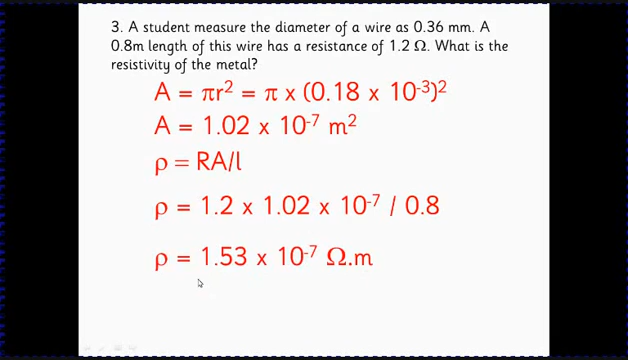 3. A student measure the diameter of a wire as 0.36 mm. A
0.8m length of this wire has a resistance of 1.2 Ω. What is the
resistivity of the metal?
A = πr² = π x (0.18 x 10⁻³)²
A = 1.02 x 10⁻⁷ m²
ρ = RA/l
ρ = 1.2 x 1.02 x 10⁻⁷ / 0.8
ρ = 1.53 x 10⁻⁷ Ω.m